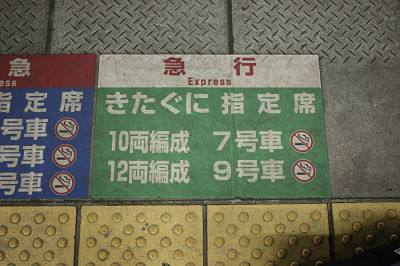 急
ress
指定席
号車
号車
号車
急行
Express
きたぐに 指定席
10両編成 7号車
12両編成 9号車